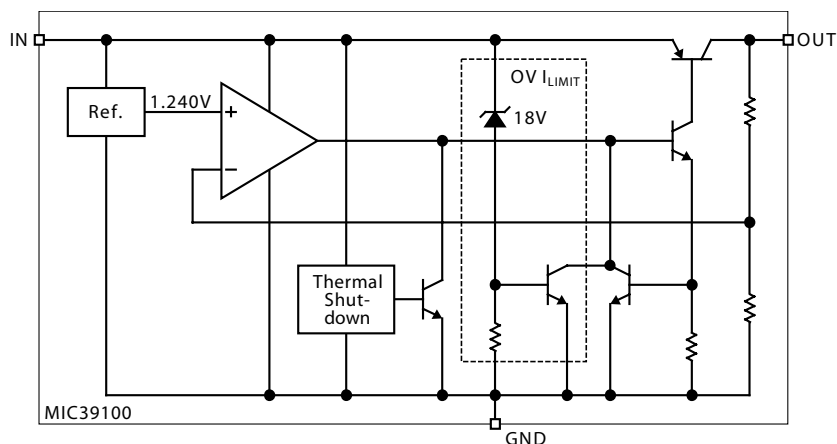 IN
OUT
OV I_LIMIT
Ref.
1.240V
+
18V
−
Thermal
Shut-
down
MIC39100
GND